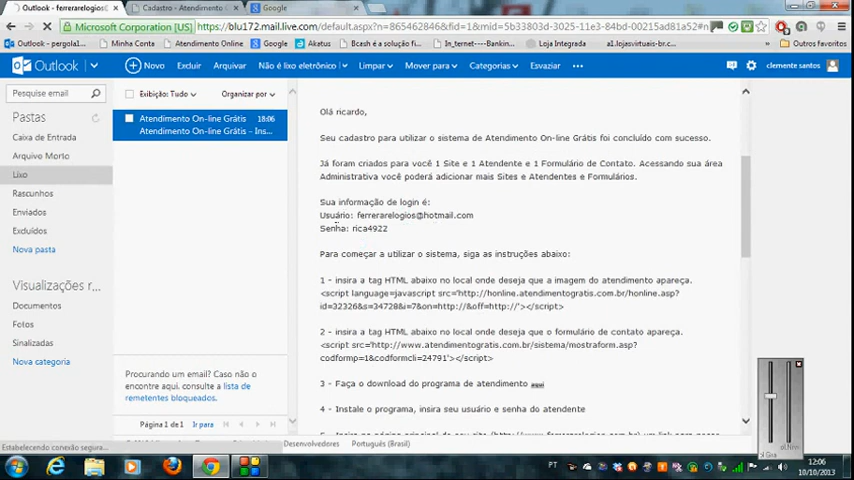 Outlook - ferrerarelogios@
Cadastro - Atendimento On-l
Google
Microsoft Corporation [US]
https://blu172.mail.live.com/default.aspx?n=865462846&fid=1&mid=5b33803d-3025-11e3-84bd-00215ad81a52#n
Outlook - pergola1
Minha Conta
Atendimento Online
Grátis
Akatus
Bcash é a solução fi
In_ternet----Bankin
Loja Integrada
a1.lojasvirtuais-br.c
Outros favoritos
Outlook
Novo
Excluir
Arquivar
Não é lixo eletrônico
Limpar
Mover para
Categorias
Esvaziar
clemente santos
Pesquise email
Exibição: Tudo
Organizar por
Pastas
Caixa de Entrada
Arquivo Morto
Lixo
Rascunhos
Enviados
Excluídos
Nova pasta
Visualizações rá
Documentos
Fotos
Sinalizadas
Nova categoria
Atendimento On-line Grátis
18:06
Atendimento On-line Grátis - Ins...
Procurando um email? Caso não o
encontre aqui, consulte a lista de
remetentes bloqueados.
Página 1 de 1
Ir para
Olá ricardo,
Seu cadastro para utilizar o sistema de Atendimento On-line Grátis foi concluído com sucesso.
Já foram criados para você 1 Site e 1 Atendente e 1 Formulário de Contato. Acessando sua área
Administrativa você poderá adicionar mais Sites e Atendentes e Formulários.
Sua informação de login é:
Usuário: ferrerarelogios@hotmail.com
Senha: rica4922
Para começar a utilizar o sistema, siga as instruções abaixo:
1 - insira a tag HTML abaixo no local onde deseja que a imagem do atendimento apareça.
<script language=javascript src='http://honline.atendimentogratis.com.br/honline.asp?
id=32326&s=34728&i=7&on=http://&off=http://'></script>
2 - insira a tag HTML abaixo no local onde deseja que o formulário de contato apareça.
<script src='http://www.atendimentogratis.com.br/sistema/mostraform.asp?
codformp=1&codformcli=24791'></script>
3 - Faça o download do programa de atendimento aqui
4 - Instale o programa, insira seu usuário e senha do atendente
Estabelecendo conexão segura...
Desenvolvedores
Português (Brasil)
PT
12:06
10/10/2013